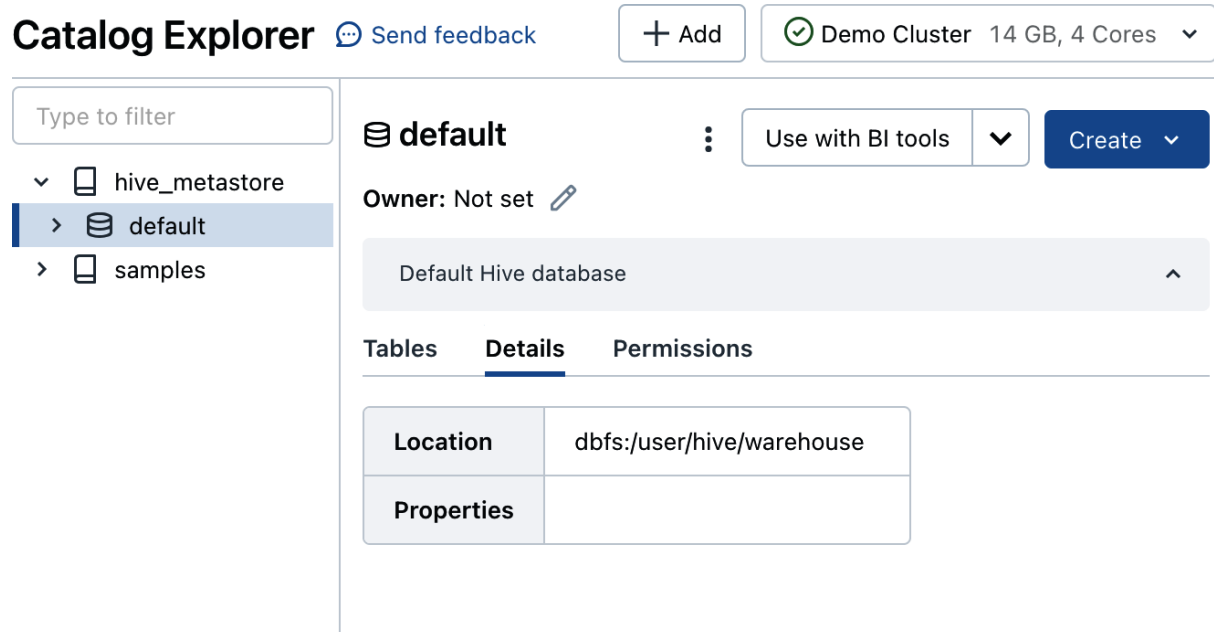 Catalog Explorer Send feedback + Add Demo Cluster 14 GB, 4 Cores
Type to filter
hive_metastore
default
samples
default Use with BI tools Create
Owner: Not set
Default Hive database
Tables Details Permissions
Location dbfs:/user/hive/warehouse
Properties